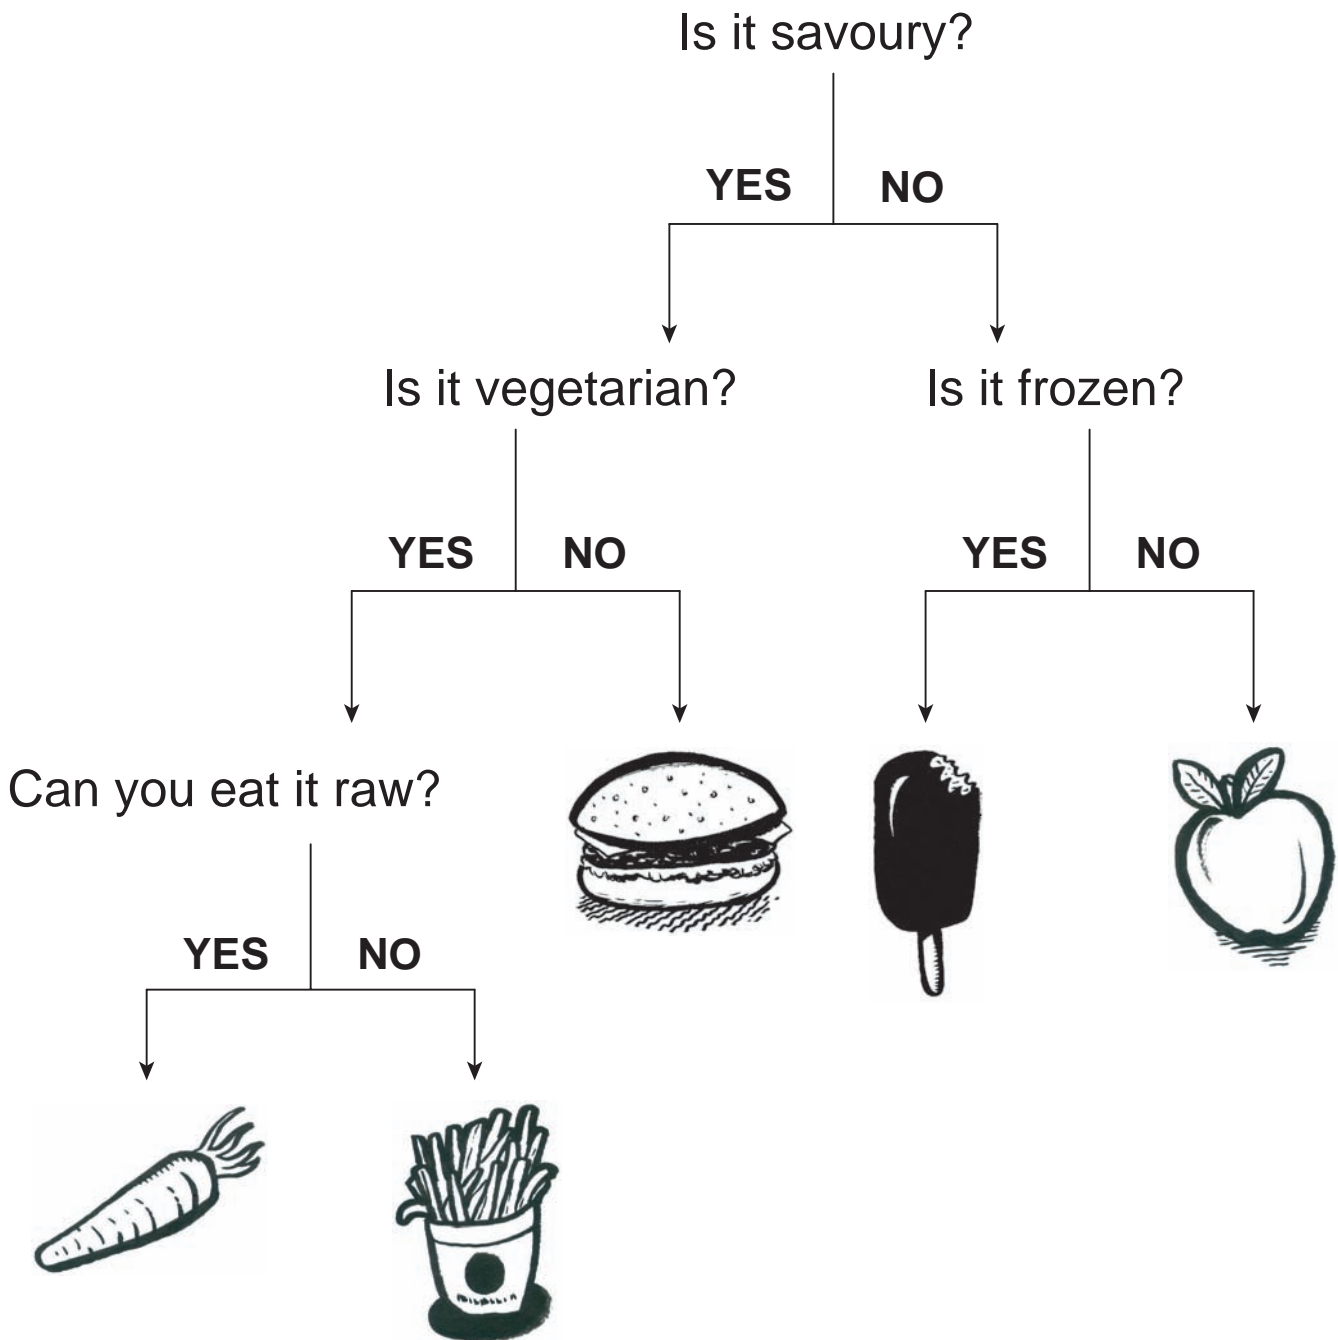 Is it savoury?
YES NO
Is it vegetarian? Is it frozen?
YES NO YES NO
Can you eat it raw?
YES NO